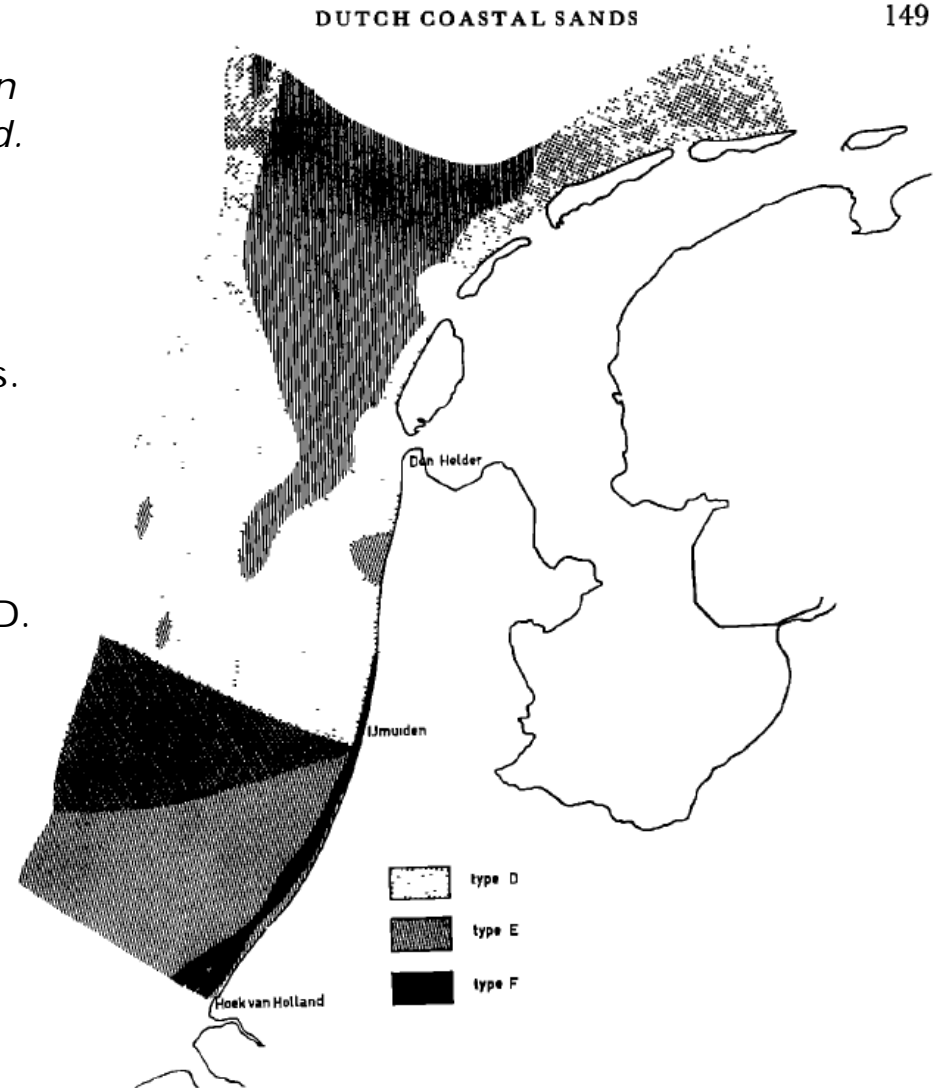 DUTCH COASTAL SANDS 149
n
d.
s.
Den Helder
D.
IJmuiden
type D
type E
type F
Hoek van Holland